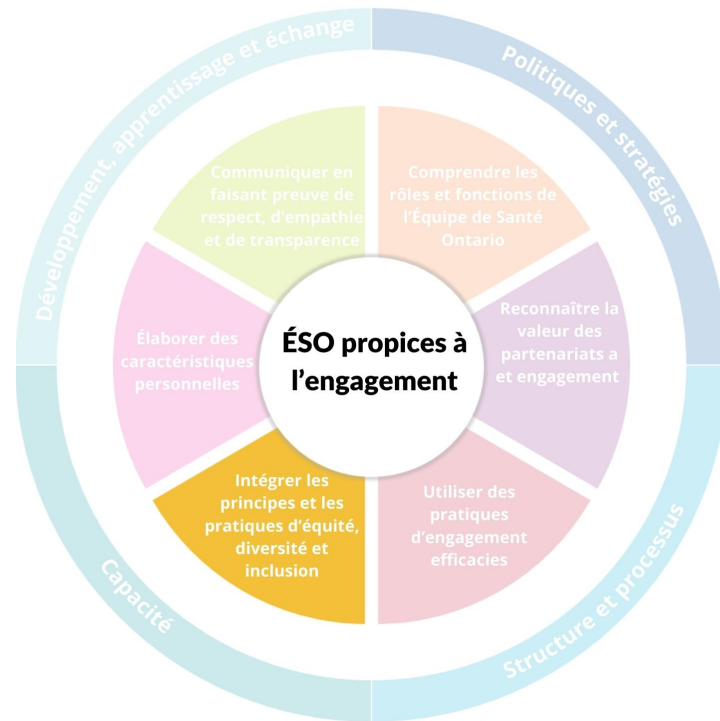 Développement, apprentissage et échange
Politiques et stratégies
Communiquer en
faisant preuve de
respect, d'empathie
et de transparence
Comprendre les
rôles et fonctions de
l'Équipe de Santé
Ontario
Élaborer des
caractéristiques
personnelles
ÉSO propices à
l'engagement
Reconnaître la
valeur des
partenariats a
et engagement
Intégrer les
principes et les
pratiques d'équité,
diversité et
inclusion
Utiliser des
pratiques
d'engagement
efficacies
Capacité
Structure et processus